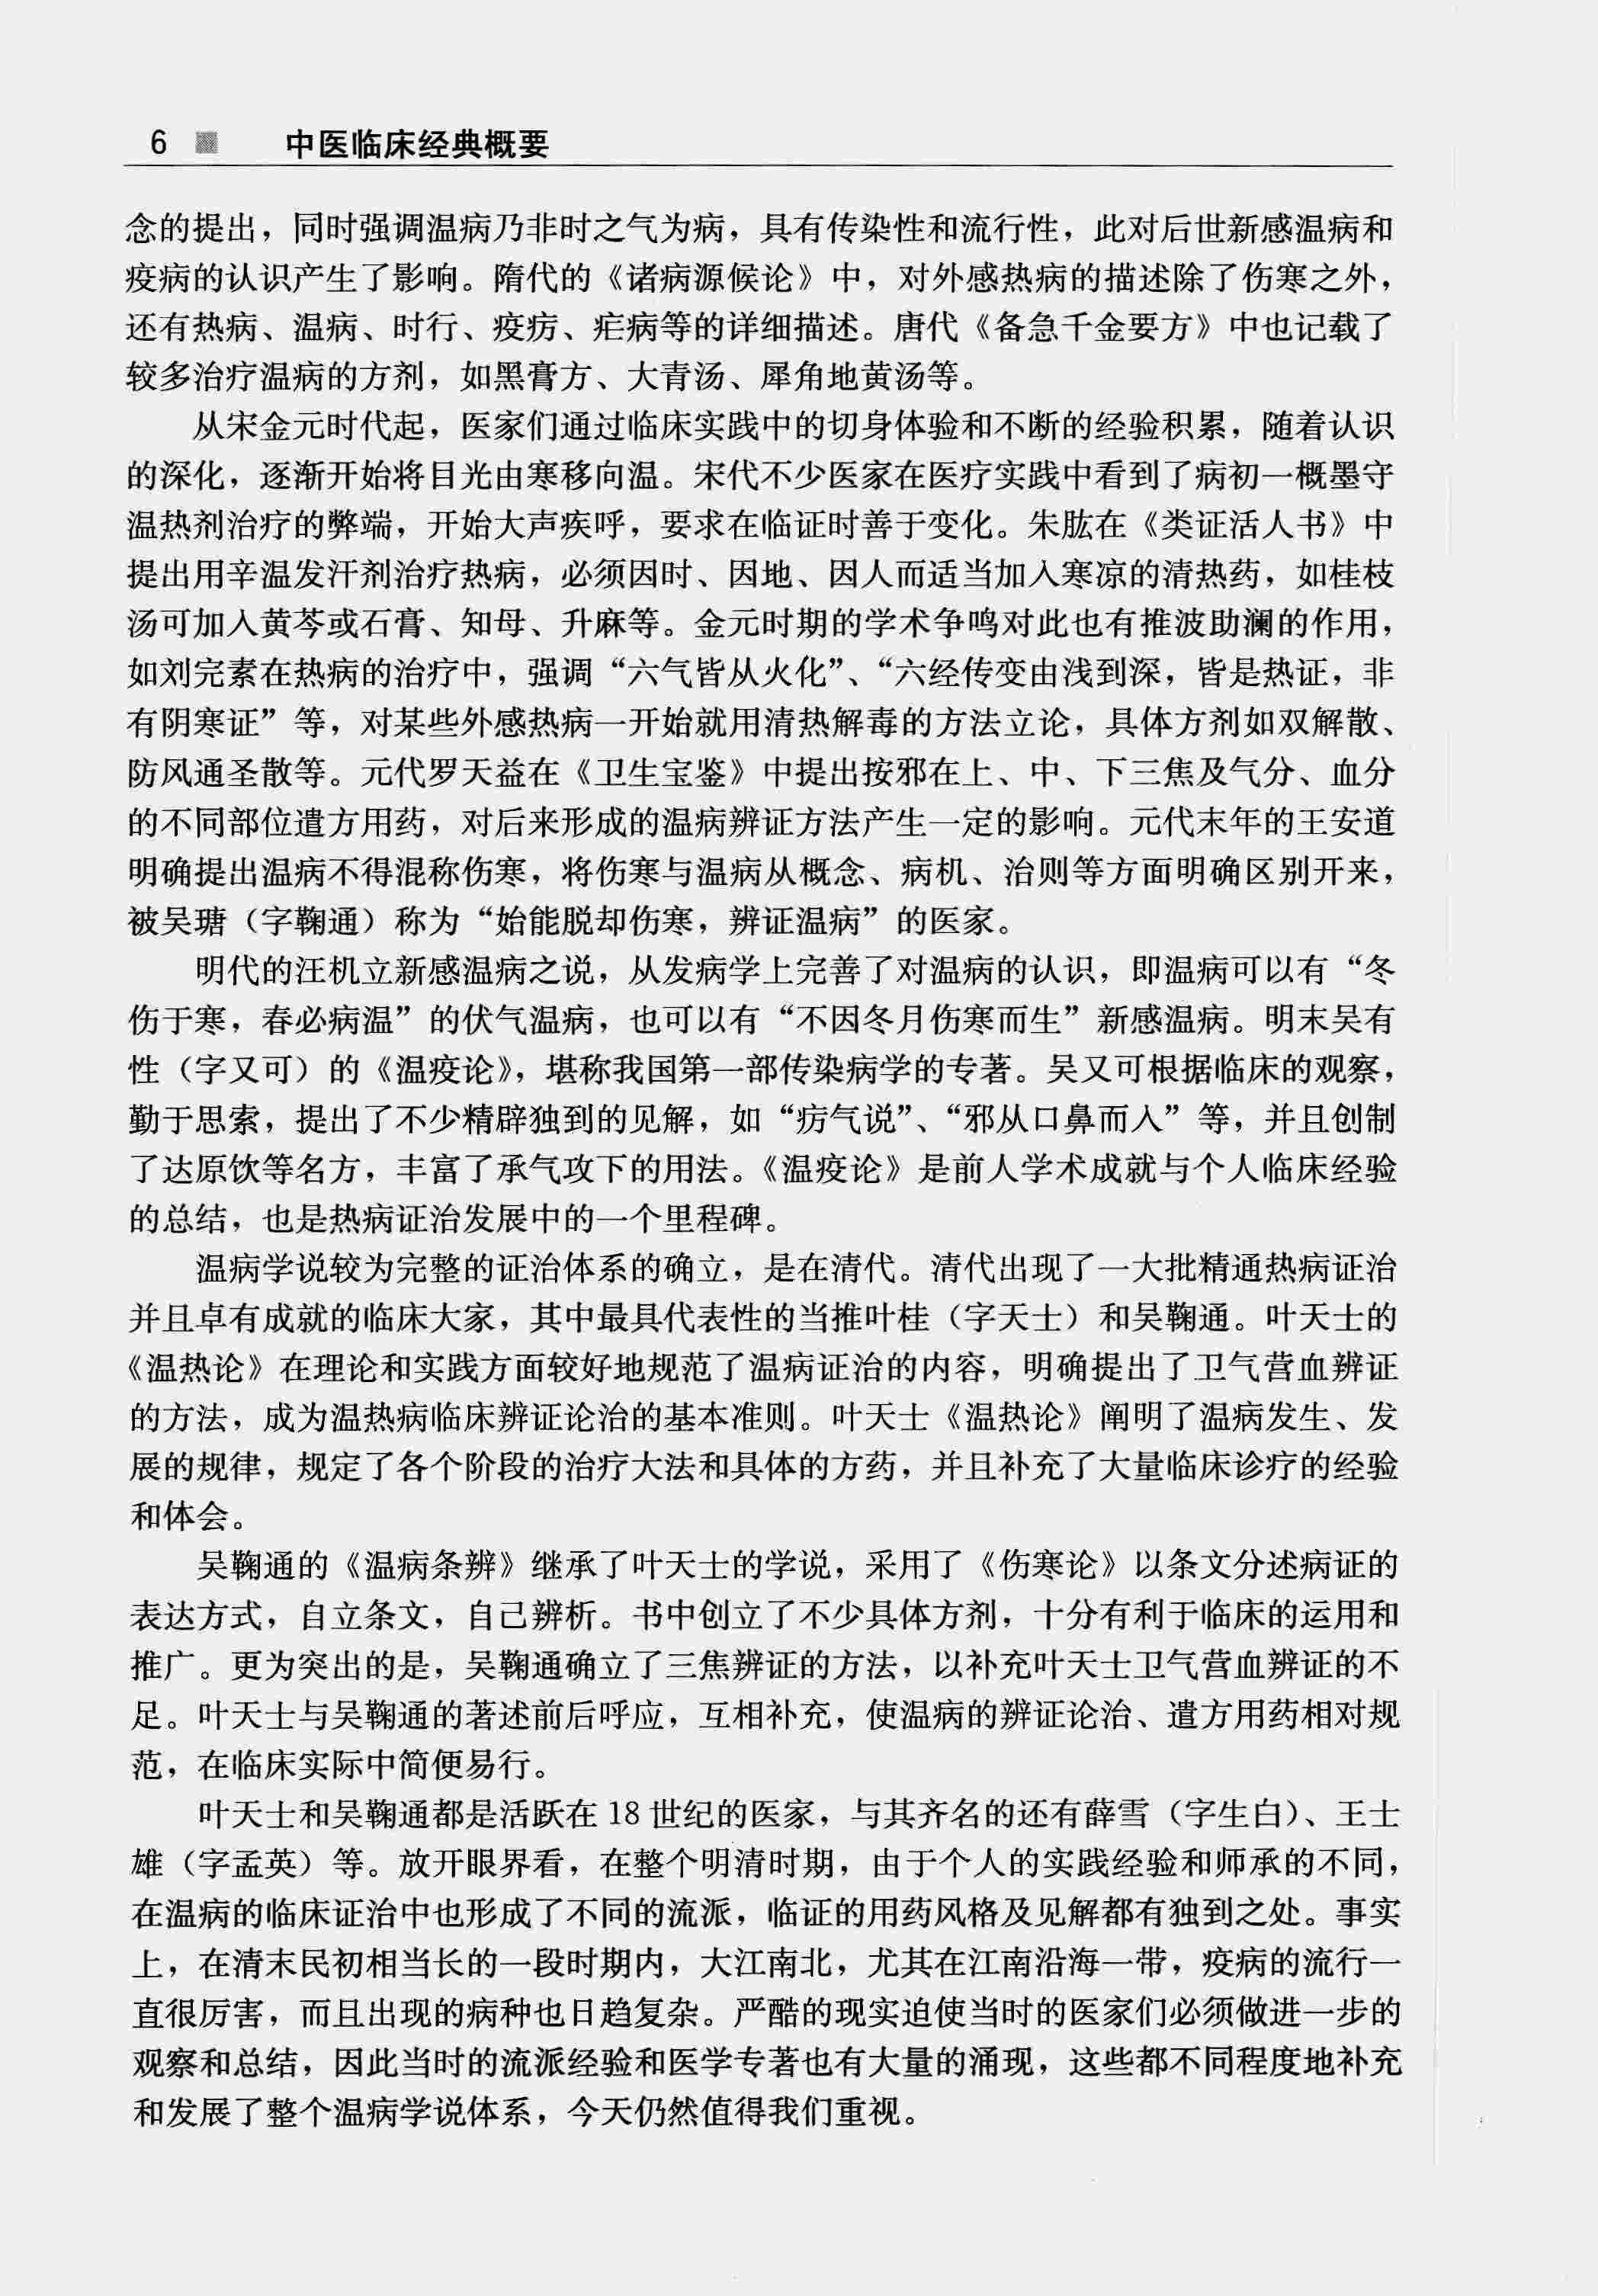 6 中医临床经典概要
念的提出，同时强调温病乃非时之气为病，具有传染性和流行性，此对后世新感温病和
疫病的认识产生了影响。隋代的《诸病源候论》中，对外感热病的描述除了伤寒之外，
还有热病、温病、时行、疫疠、疟病等的详细描述。唐代《备急千金要方》中也记载了
较多治疗温病的方剂，如黑膏方、大青汤、犀角地黄汤等。
从宋金元时代起，医家们通过临床实践中的切身体验和不断的经验积累，随着认识
的深化，逐渐开始将目光由寒移向温。宋代不少医家在医疗实践中看到了病初一概墨守
温热剂治疗的弊端，开始大声疾呼，要求在临证时善于变化。朱肱在《类证活人书》中
提出用辛温发汗剂治疗热病，必须因时、因地、因人而适当加入寒凉的清热药，如桂枝
汤可加入黄芩或石膏、知母、升麻等。金元时期的学术争鸣对此也有推波助澜的作用，
如刘完素在热病的治疗中，强调“六气皆从火化”、“六经传变由浅到深，皆是热证，非
有阴寒证”等，对某些外感热病一开始就用清热解毒的方法立论，具体方剂如双解散、
防风通圣散等。元代罗天益在《卫生宝鉴》中提出按邪在上、中、下三焦及气分、血分
的不同部位遣方用药，对后来形成的温病辨证方法产生一定的影响。元代末年的王安道
明确提出温病不得混称伤寒，将伤寒与温病从概念、病机、治则等方面明确区别开来，
被吴瑭（字鞠通）称为“始能脱却伤寒，辨证温病”的医家。
明代的汪机立新感温病之说，从发病学上完善了对温病的认识，即温病可以有“冬
伤于寒，春必病温”的伏气温病，也可以有“不因冬月伤寒而生”新感温病。明末吴有
性（字又可）的《温疫论》，堪称我国第一部传染病学的专著。吴又可根据临床的观察，
勤于思索，提出了不少精辟独到的见解，如“疠气说”、“邪从口鼻而入”等，并且创制
了达原饮等名方，丰富了承气攻下的用法。《温疫论》是前人学术成就与个人临床经验
的总结，也是热病证治发展中的一个里程碑。
温病学说较为完整的证治体系的确立，是在清代。清代出现了一大批精通热病证治
并且卓有成就的临床大家，其中最具代表性的当推叶桂（字天士）和吴鞠通。叶天士的
《温热论》在理论和实践方面较好地规范了温病证治的内容，明确提出了卫气营血辨证
的方法，成为温热病临床辨证论治的基本准则。叶天士《温热论》阐明了温病发生、发
展的规律，规定了各个阶段的治疗大法和具体的方药，并且补充了大量临床诊疗的经验
和体会。
吴鞠通的《温病条辨》继承了叶天士的学说，采用了《伤寒论》以条文分述病证的
表达方式，自立条文，自己辨析。书中创立了不少具体方剂，十分有利于临床的运用和
推广。更为突出的是，吴鞠通确立了三焦辨证的方法，以补充叶天士卫气营血辨证的不
足。叶天士与吴鞠通的著述前后呼应，互相补充，使温病的辨证论治、遣方用药相对规
范，在临床实际中简便易行。
叶天士和吴鞠通都是活跃在 18 世纪的医家，与其齐名的还有薛雪（字生白）、王士
雄（字孟英）等。放开眼界看，在整个明清时期，由于个人的实践经验和师承的不同，
在温病的临床证治中也形成了不同的流派，临证的用药风格及见解都有独到之处。事实
上，在清末民初相当长的一段时期内，大江南北，尤其在江南沿海一带，疫病的流行一
直很厉害，而且出现的病种也日趋复杂。严酷的现实迫使当时的医家们必须做进一步的
观察和总结，因此当时的流派经验和医学专著也有大量的涌现，这些都不同程度地补充
和发展了整个温病学说体系，今天仍然值得我们重视。